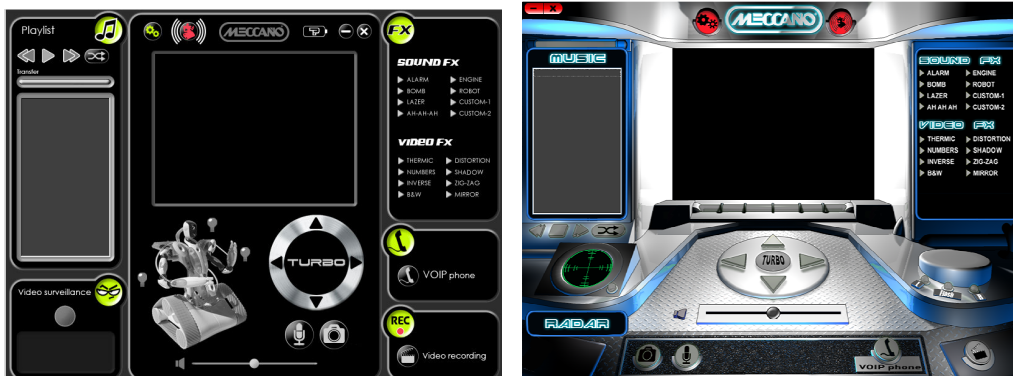 Playlist
Transfer
Video surveillance
MECCANO
TURBO
FX
SOUND FX
ALARM ENGINE
BOMB ROBOT
LAZER CUSTOM-1
AH-AH-AH CUSTOM-2
VIDEO FX
THERMIC DISTORTION
NUMBERS SHADOW
INVERSE ZIG-ZAG
B&W MIRROR
VOIP phone
REC
Video recording
MECCANO
MUSIC
SOUND FX
ALARM ENGINE
BOMB ROBOT
LAZER CUSTOM-1
AH AH AH CUSTOM-2
VIDEO FX
THERMIC DISTORTION
NUMBERS SHADOW
INVERSE ZIG-ZAG
B&W MIRROR
TURBO
Flash
RADAR
VOIP phone